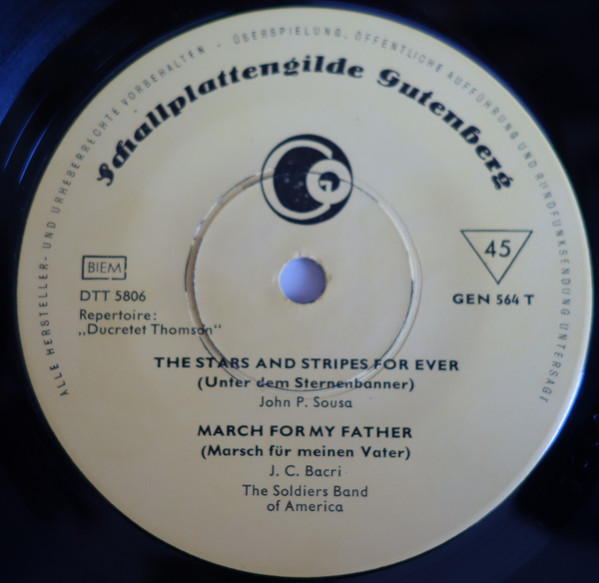 ALLE HERSTELLER- UND URHEBERRECHTE VORBEHALTEN - ÜBERSPIELUNG, ÖFFENTLICHE AUFFÜHRUNG UND RUNDFUNKSENDUNG UNTERSAGT
Schallplattengilde Gutenberg
G
BIEM
DTT 5806
Repertoire:
„Ducretet Thomson“
45
GEN 564 T
THE STARS AND STRIPES FOR EVER
(Unter dem Sternenbanner)
John P. Sousa
MARCH FOR MY FATHER
(Marsch für meinen Vater)
J. C. Bacri
The Soldiers Band
of America